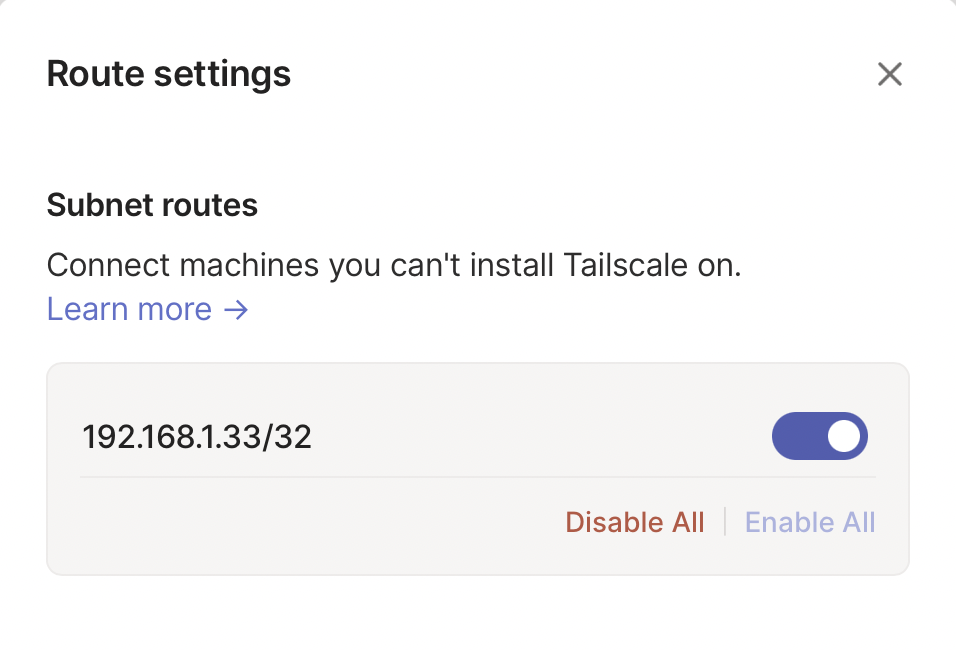 Route settings
Subnet routes
Connect machines you can't install Tailscale on.
Learn more →
192.168.1.33/32
Disable All | Enable All